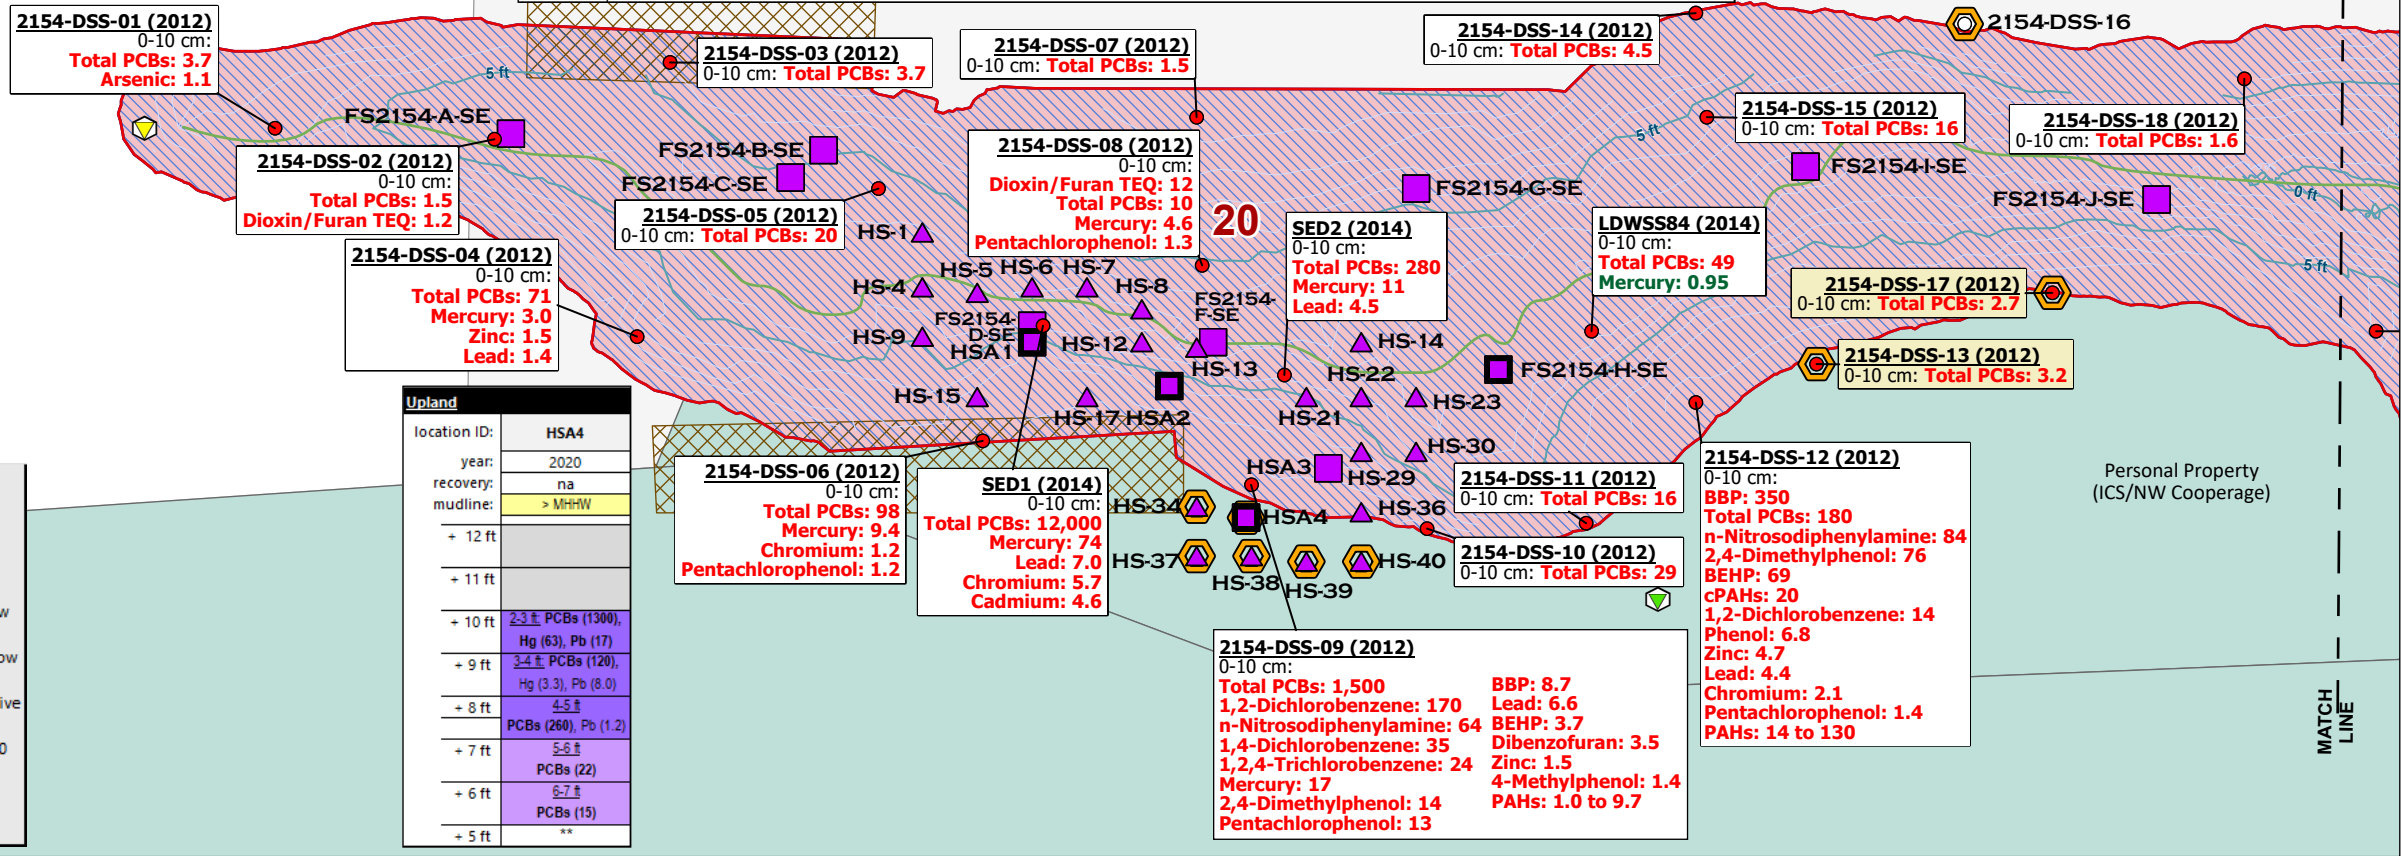 2154-DSS-01 (2012)
0-10 cm:
Total PCBs: 3.7
Arsenic: 1.1
2154-DSS-03 (2012)
0-10 cm: Total PCBs: 3.7
2154-DSS-07 (2012)
0-10 cm: Total PCBs: 1.5
2154-DSS-14 (2012)
0-10 cm: Total PCBs: 4.5
2154-DSS-16
5 ft
FS2154-A-SE
2154-DSS-02 (2012)
0-10 cm:
Total PCBs: 1.5
Dioxin/Furan TEQ: 1.2
FS2154-B-SE
FS2154-C-SE
2154-DSS-05 (2012)
0-10 cm: Total PCBs: 20
2154-DSS-08 (2012)
0-10 cm:
Dioxin/Furan TEQ: 12
Total PCBs: 10
Mercury: 4.6
Pentachlorophenol: 1.3
20
FS2154-G-SE
5 ft
2154-DSS-15 (2012)
0-10 cm: Total PCBs: 16
2154-DSS-18 (2012)
0-10 cm: Total PCBs: 1.6
FS2154-I-SE
FS2154-J-SE
0 ft
5 ft
2154-DSS-04 (2012)
0-10 cm:
Total PCBs: 71
Mercury: 3.0
Zinc: 1.5
Lead: 1.4
SED2 (2014)
0-10 cm:
Total PCBs: 280
Mercury: 11
Lead: 4.5
LDWSS84 (2014)
0-10 cm:
Total PCBs: 49
Mercury: 0.95
2154-DSS-17 (2012)
0-10 cm: Total PCBs: 2.7
2154-DSS-13 (2012)
0-10 cm: Total PCBs: 3.2
HS-1
HS-4
HS-5
HS-6
HS-7
HS-8
HS-9
FS2154-
D-SE
HSA1
HS-12
FS2154-
F-SE
HS-13
HS-14
HS-15
HS-17
HSA2
HS-21
HS-22
HS-23
FS2154-H-SE
HSA3
HS-29
HS-30
HS-34
HSA4
HS-36
HS-37
HS-38
HS-39
HS-40
Upland
location ID: HSA4
year: 2020
recovery: na
mudline: > MHHW
+ 12 ft
+ 11 ft
+ 10 ft 2-3 ft: PCBs (1300),
Hg (63), Pb (17)
+ 9 ft 3-4 ft: PCBs (120),
Hg (3.3), Pb (8.0)
+ 8 ft 4-5 ft
PCBs (260), Pb (1.2)
+ 7 ft 5-6 ft
PCBs (22)
+ 6 ft 6-7 ft
PCBs (15)
+ 5 ft **
2154-DSS-06 (2012)
0-10 cm:
Total PCBs: 98
Mercury: 9.4
Chromium: 1.2
Pentachlorophenol: 1.2
SED1 (2014)
0-10 cm:
Total PCBs: 12,000
Mercury: 74
Lead: 7.0
Chromium: 5.7
Cadmium: 4.6
2154-DSS-11 (2012)
0-10 cm: Total PCBs: 16
2154-DSS-10 (2012)
0-10 cm: Total PCBs: 29
2154-DSS-09 (2012)
0-10 cm:
Total PCBs: 1,500
1,2-Dichlorobenzene: 170
n-Nitrosodiphenylamine: 64
1,4-Dichlorobenzene: 35
1,2,4-Trichlorobenzene: 24
Mercury: 17
2,4-Dimethylphenol: 14
Pentachlorophenol: 13
BBP: 8.7
Lead: 6.6
BEHP: 3.7
Dibenzofuran: 3.5
Zinc: 1.5
4-Methylphenol: 1.4
PAHs: 1.0 to 9.7
2154-DSS-12 (2012)
0-10 cm:
BBP: 350
Total PCBs: 180
n-Nitrosodiphenylamine: 84
2,4-Dimethylphenol: 76
BEHP: 69
cPAHs: 20
1,2-Dichlorobenzene: 14
Phenol: 6.8
Zinc: 4.7
Lead: 4.4
Chromium: 2.1
Pentachlorophenol: 1.4
PAHs: 14 to 130
Personal Property
(ICS/NW Cooperage)
MATCH
LINE